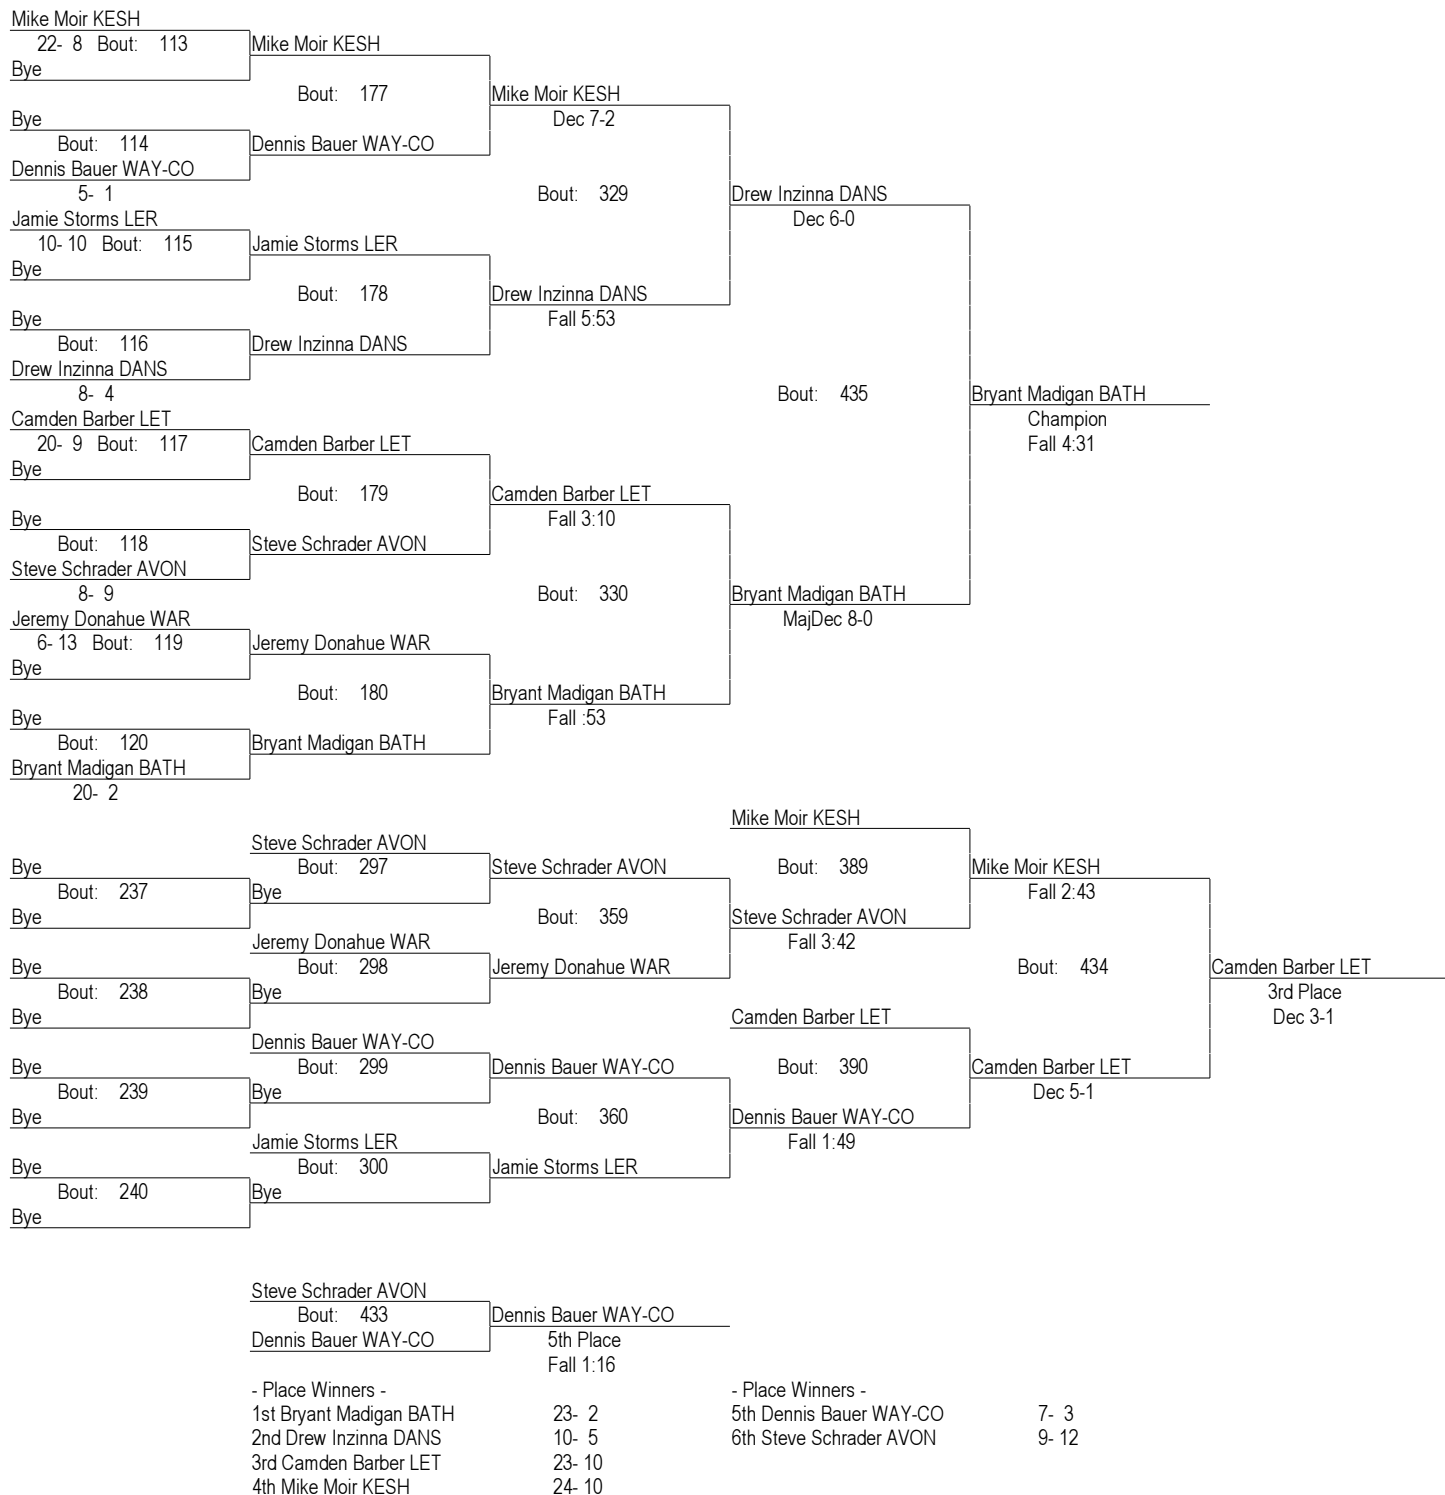 Mike Moir KESH
22- 8 Bout: 113 Mike Moir KESH
Bye
Bout: 177 Mike Moir KESH
Bye Dec 7-2
Bout: 114 Dennis Bauer WAY-CO
Dennis Bauer WAY-CO
5- 1 Bout: 329 Drew Inzinna DANS
Jamie Storms LER Dec 6-0
10- 10 Bout: 115 Jamie Storms LER
Bye
Bout: 178 Drew Inzinna DANS
Bye Fall 5:53
Bout: 116 Drew Inzinna DANS
Drew Inzinna DANS
8- 4 Bout: 435 Bryant Madigan BATH
Camden Barber LET Champion
20- 9 Bout: 117 Camden Barber LET Fall 4:31
Bye
Bout: 179 Camden Barber LET
Bye Fall 3:10
Bout: 118 Steve Schrader AVON
Steve Schrader AVON
8- 9 Bout: 330 Bryant Madigan BATH
Jeremy Donahue WAR MajDec 8-0
6- 13 Bout: 119 Jeremy Donahue WAR
Bye
Bout: 180 Bryant Madigan BATH
Bye Fall :53
Bout: 120 Bryant Madigan BATH
Bryant Madigan BATH
20- 2
Mike Moir KESH
Steve Schrader AVON
Bye Bout: 297 Steve Schrader AVON Bout: 389 Mike Moir KESH
Bout: 237 Bye Fall 2:43
Bye Bout: 359 Steve Schrader AVON
Jeremy Donahue WAR Fall 3:42
Bye Bout: 298 Jeremy Donahue WAR Bout: 434 Camden Barber LET
Bout: 238 Bye 3rd Place
Bye Camden Barber LET Dec 3-1
Dennis Bauer WAY-CO
Bye Bout: 299 Dennis Bauer WAY-CO Bout: 390 Camden Barber LET
Bout: 239 Bye Dec 5-1
Bye Bout: 360 Dennis Bauer WAY-CO
Jamie Storms LER Fall 1:49
Bye Bout: 300 Jamie Storms LER
Bout: 240 Bye
Bye
Steve Schrader AVON
Bout: 433 Dennis Bauer WAY-CO
Dennis Bauer WAY-CO 5th Place
Fall 1:16
- Place Winners - - Place Winners -
1st Bryant Madigan BATH 23- 2 5th Dennis Bauer WAY-CO 7- 3
2nd Drew Inzinna DANS 10- 5 6th Steve Schrader AVON 9- 12
3rd Camden Barber LET 23- 10
4th Mike Moir KESH 24- 10